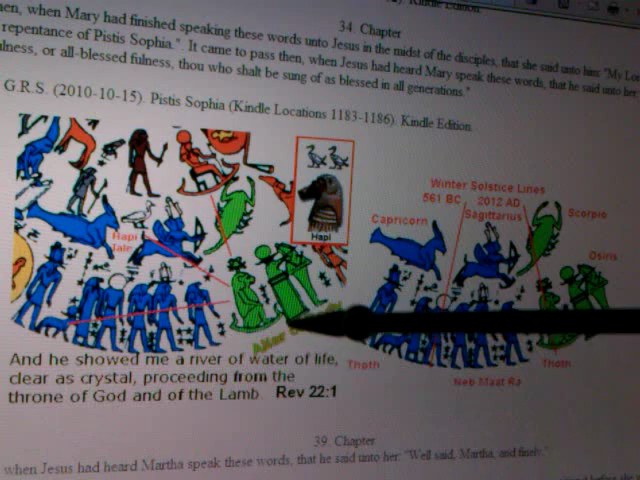 34. Chapter
hen, when Mary had finished speaking these words unto Jesus in the midst of the disciples, that she said unto him: "My Lo
repentance of Pistis Sophia.". It came to pass then, when Jesus had heard Mary speak these words, that he said unto her:
ulness, or all-blessed fulness, thou who shalt be sung of as blessed in all generations."
G.R.S. (2010-10-15). Pistis Sophia (Kindle Locations 1183-1186). Kindle Edition.
Hapi
Hapi
Tale
Winter Solstice Lines
561 BC
2012 AD
Capricorn
Sagittarius
Scorpio
Osiris
Thoth
Thoth
Neb Maat Ra
And he showed me a river of water of life,
clear as crystal, proceeding from the
throne of God and of the Lamb. Rev 22:1
39. Chapter
when Jesus had heard Martha speak these words, that he said unto her: "Well said, Martha, and finely."